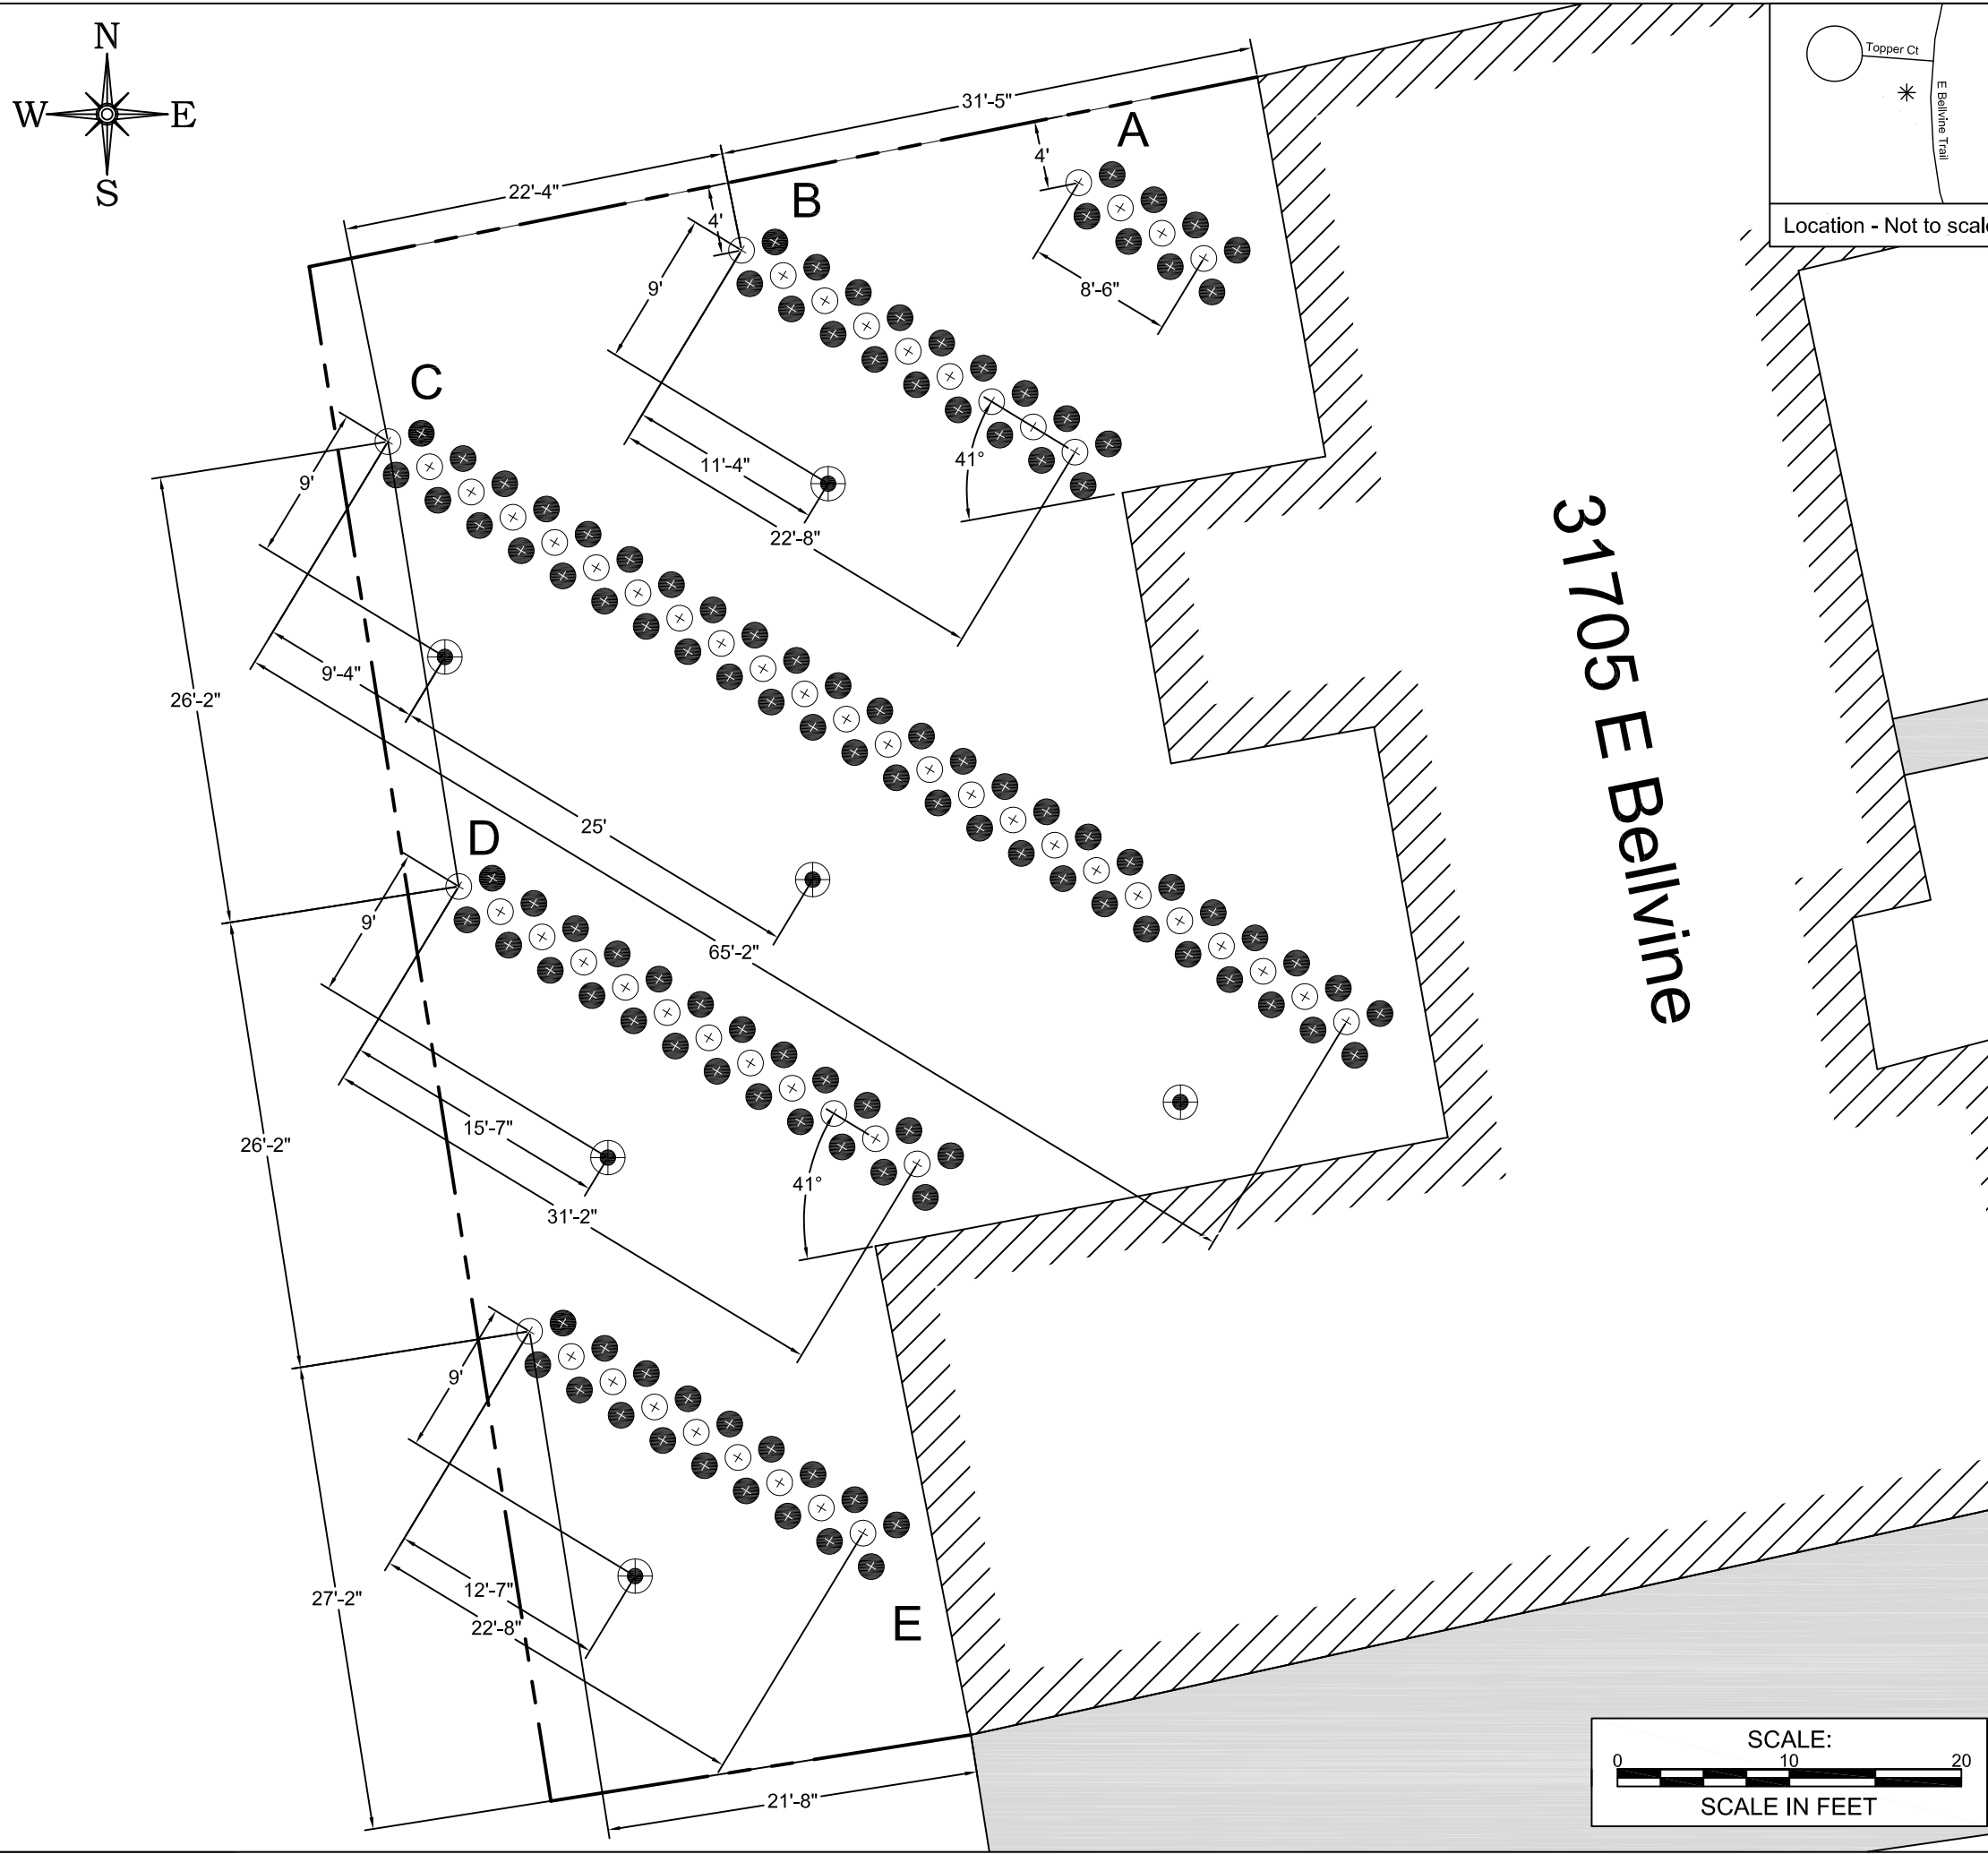 N
W E
S
31'-5"
22'-4"
4'
A
4'
B
9'
8'-6"
C
11'-4"
41°
22'-8"
9'
9'-4"
26'-2"
25'
D
9'
65'-2"
15'-7"
26'-2"
41°
31'-2"
9'
12'-7"
22'-8"
27'-2"
E
21'-8"
31705 E Bellvine
Topper Ct
E Bellvine Trail
Location - Not to scale
SCALE:
0 10 20
SCALE IN FEET